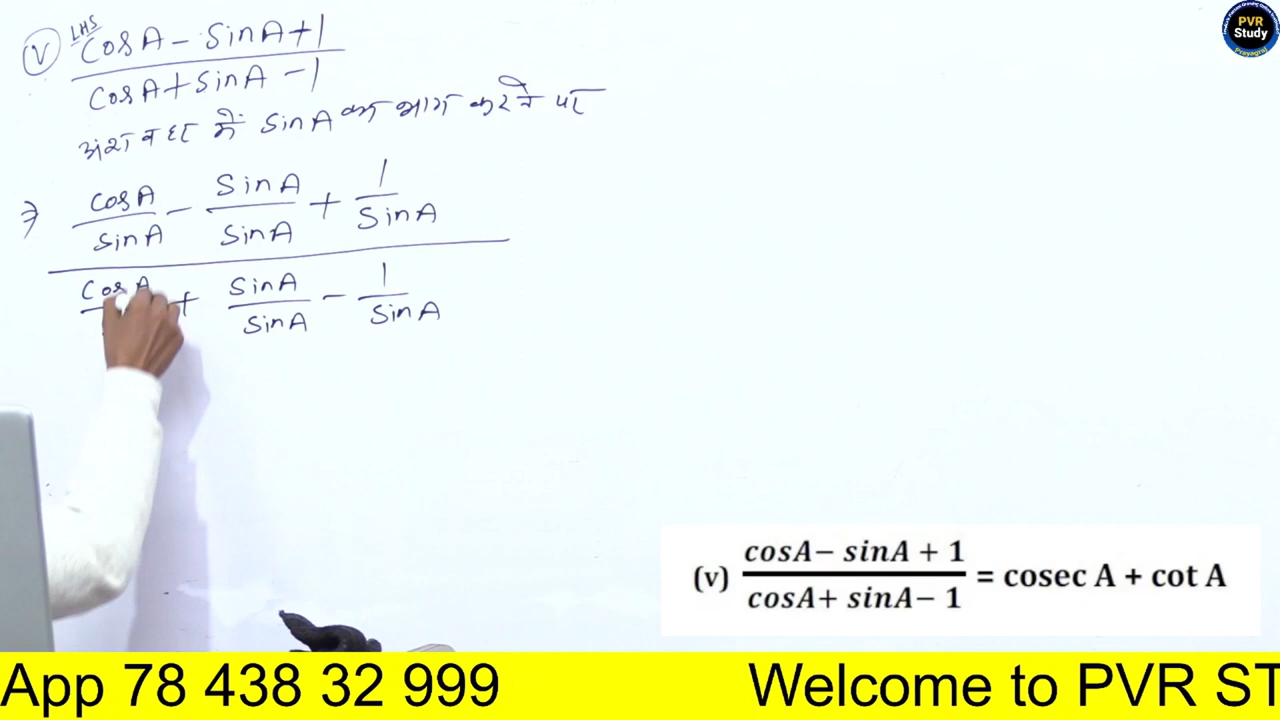 PVR
Study
Prayagraj
LHS
(v) cosA - sinA + 1
cosA + sinA - 1
अंश व हर में sinA का भाग करने पर
⇒ cosA/sinA - sinA/sinA + 1/sinA
cosA + sinA/sinA - 1/sinA
(v) cosA− sinA + 1 = cosec A + cot A
cosA+ sinA− 1
App 78 438 32 999 Welcome to PVR ST